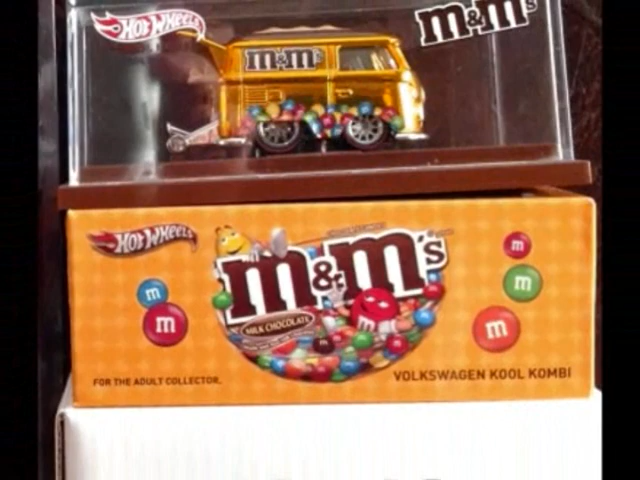 HOT WHEELS
m&m's
m&m's
HOT WHEELS
m&m's
MILK CHOCOLATE
m
m
m
m
m
m
FOR THE ADULT COLLECTOR.
VOLKSWAGEN KOOL KOMBI